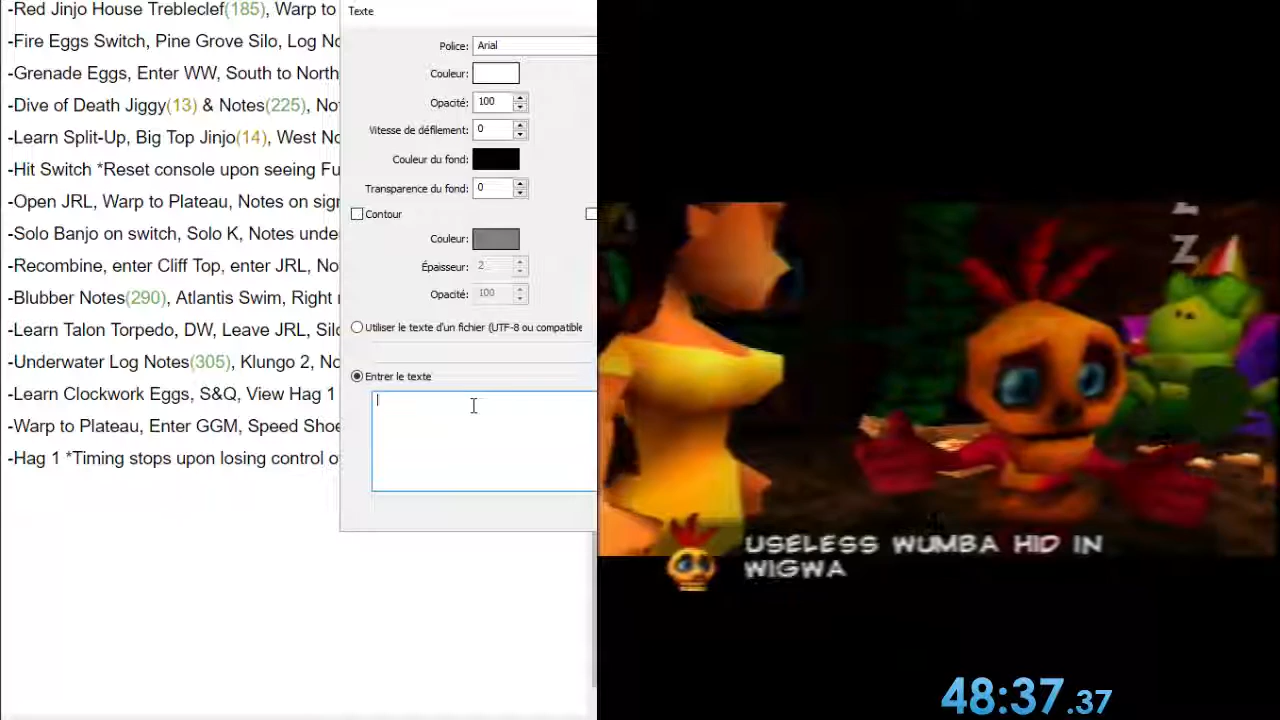 -Red Jinjo House Trebleclef(185), Warp to
-Fire Eggs Switch, Pine Grove Silo, Log No
-Grenade Eggs, Enter WW, South to North
-Dive of Death Jiggy(13) & Notes(225), No
-Learn Split-Up, Big Top Jinjo(14), West No
-Hit Switch *Reset console upon seeing Fu
-Open JRL, Warp to Plateau, Notes on sig
-Solo Banjo on switch, Solo K, Notes unde
-Recombine, enter Cliff Top, enter JRL, No
-Blubber Notes(290), Atlantis Swim, Right
-Learn Talon Torpedo, DW, Leave JRL, Sil
-Underwater Log Notes(305), Klungo 2, No
-Learn Clockwork Eggs, S&Q, View Hag 1
-Warp to Plateau, Enter GGM, Speed Shoe
-Hag 1 *Timing stops upon losing control o
Texte
Police: Arial
Couleur:
Opacité: 100
Vitesse de défilement: 0
Couleur du fond:
Transparence du fond: 0
Contour
Couleur:
Épaisseur: 2
Opacité: 100
Utiliser le texte d'un fichier (UTF-8 ou compatible
Entrer le texte
Z
Z
USELESS WUMBA HID IN
WIGWA
48:37.37